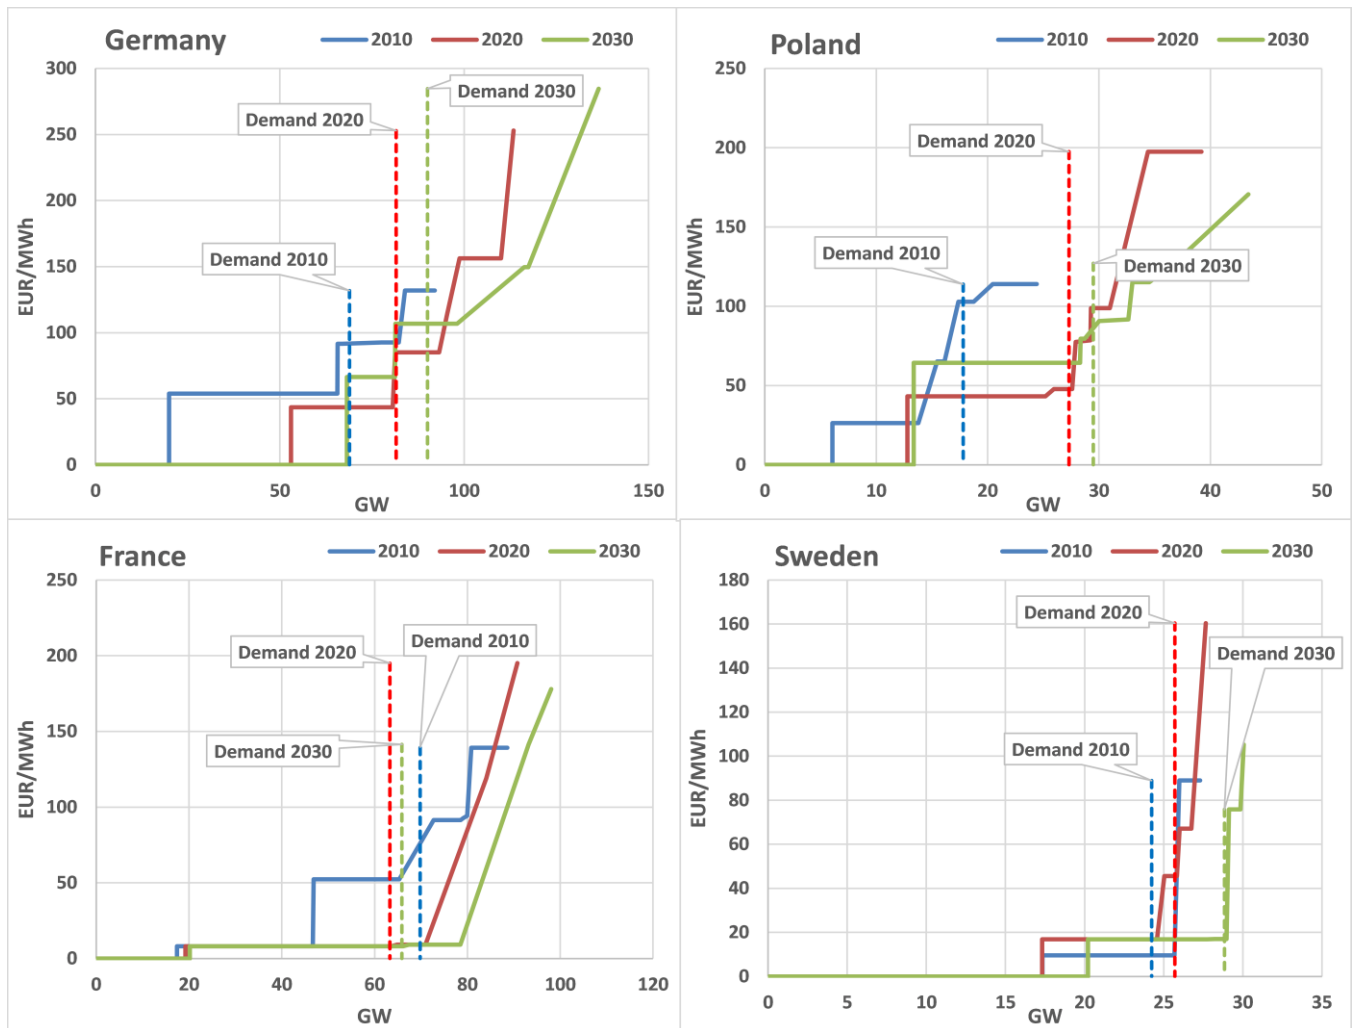 Germany
2010 2020 2030
300
250
200
150
100
50
0
EUR/MWh
Demand 2030
Demand 2020
Demand 2010
0 50 100 150
GW
Poland
2010 2020 2030
250
200
150
100
50
0
EUR/MWh
Demand 2020
Demand 2010
Demand 2030
0 10 20 30 40 50
GW
France
2010 2020 2030
250
200
150
100
50
0
EUR/MWh
Demand 2010
Demand 2020
Demand 2030
0 20 40 60 80 100 120
GW
Sweden
2010 2020 2030
180
160
140
120
100
80
60
40
20
0
EUR/MWh
Demand 2020
Demand 2030
Demand 2010
0 5 10 15 20 25 30 35
GW